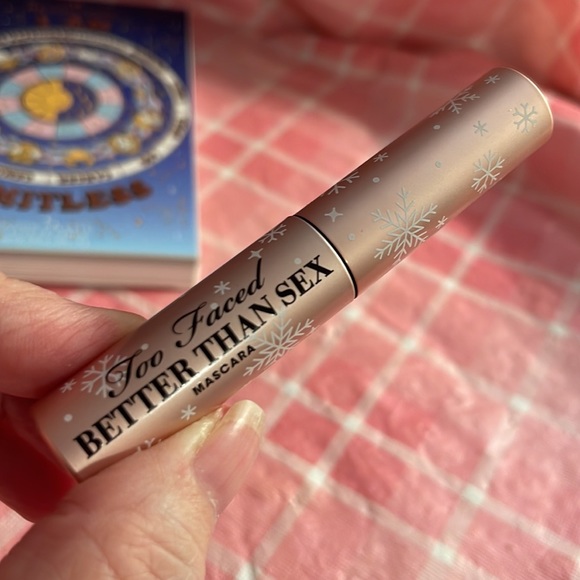 Too Faced
BETTER THAN SEX
MASCARA